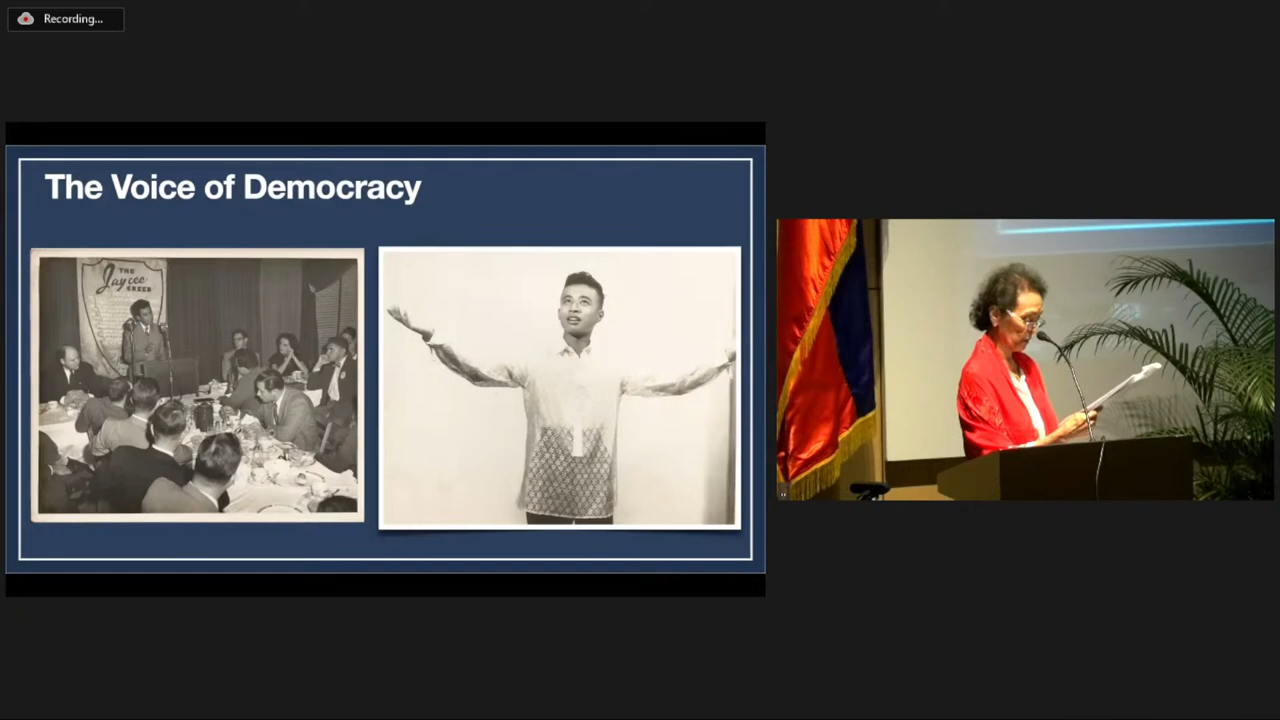 Recording...
The Voice of Democracy
THE
Jaycee
CREED